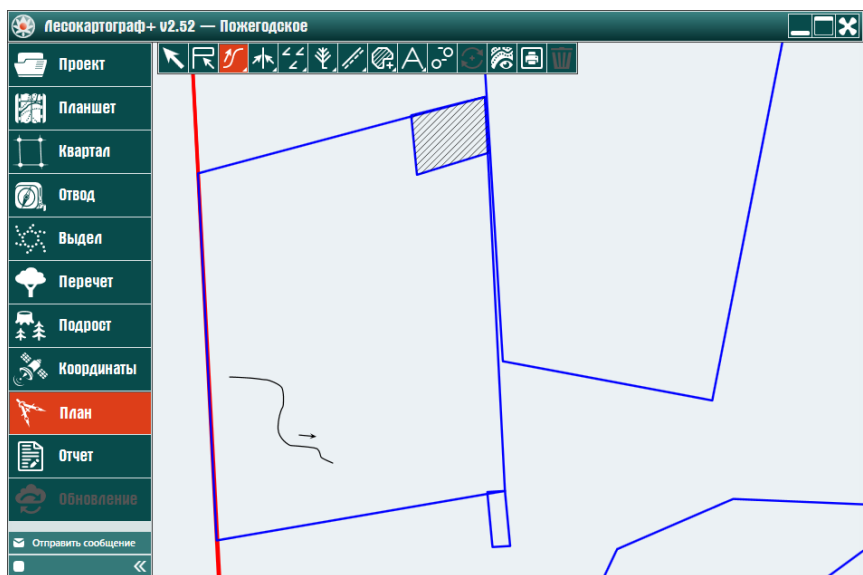 Лесокартограф+ v2.52 — Пожегодское
Проект
Планшет
Квартал
Отвод
Выдел
Перечет
Подрост
Координаты
План
Отчет
Обновление
Отправить сообщение